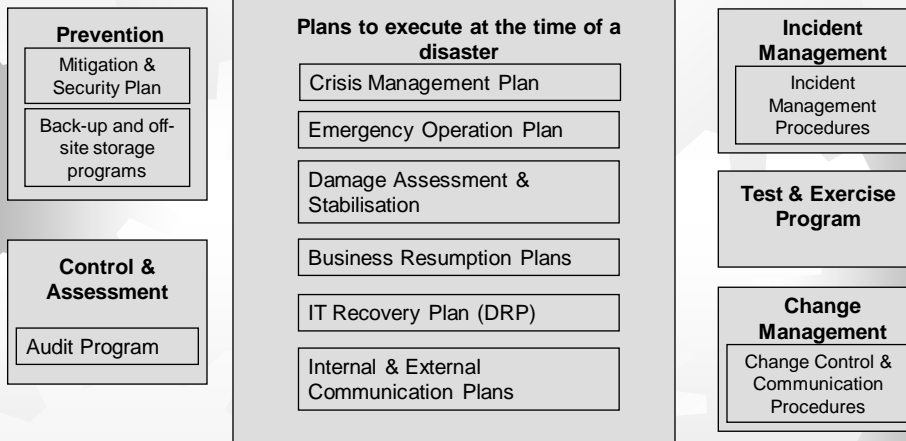 Prevention
Mitigation &
Security Plan
Back-up and off-
site storage
programs
Control &
Assessment
Audit Program
Plans to execute at the time of a
disaster
Crisis Management Plan
Emergency Operation Plan
Damage Assessment &
Stabilisation
Business Resumption Plans
IT Recovery Plan (DRP)
Internal & External
Communication Plans
Incident
Management
Incident
Management
Procedures
Test & Exercise
Program
Change
Management
Change Control &
Communication
Procedures